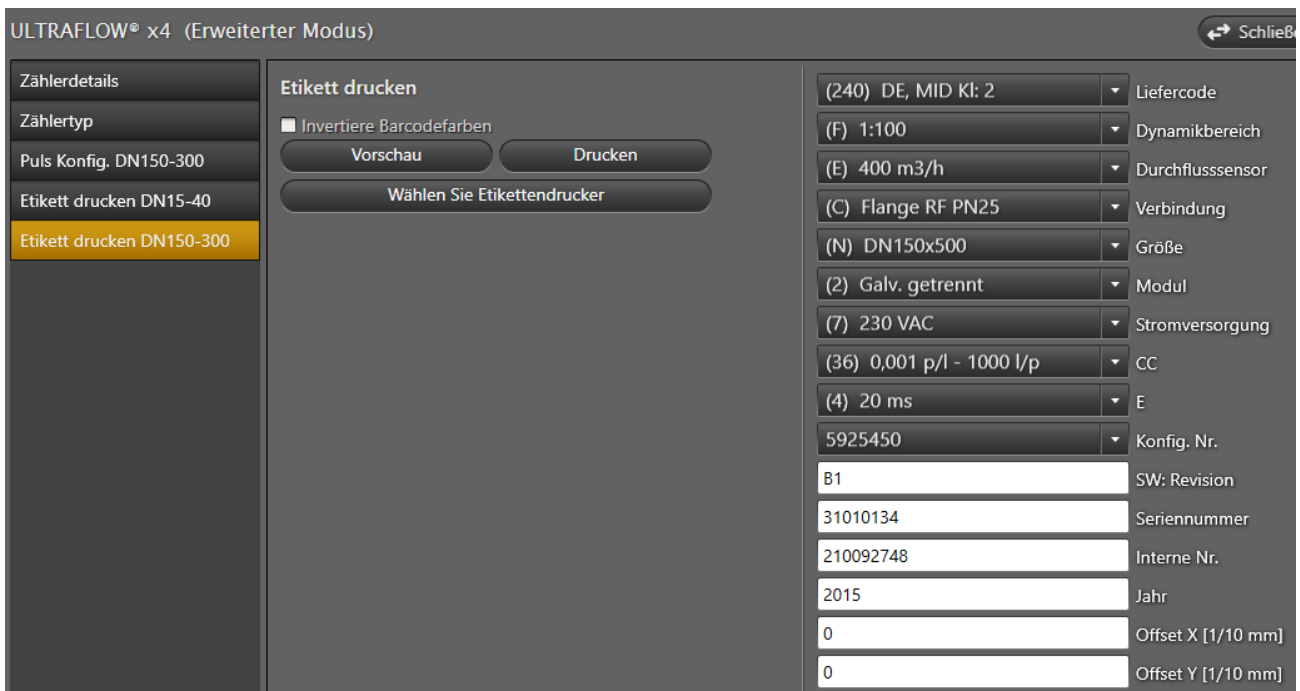 ULTRAFLOW® x4 (Erweiterter Modus)
Schließe
Zählerdetails
Zählertyp
Puls Konfig. DN150-300
Etikett drucken DN15-40
Etikett drucken DN150-300
Etikett drucken
Invertiere Barcodefarben
Vorschau Drucken
Wählen Sie Etikettendrucker
(240) DE, MID Kl: 2 Liefercode
(F) 1:100 Dynamikbereich
(E) 400 m3/h Durchflusssensor
(C) Flange RF PN25 Verbindung
(N) DN150x500 Größe
(2) Galv. getrennt Modul
(7) 230 VAC Stromversorgung
(36) 0,001 p/l - 1000 l/p CC
(4) 20 ms E
5925450 Konfig. Nr.
B1 SW: Revision
31010134 Seriennummer
210092748 Interne Nr.
2015 Jahr
0 Offset X [1/10 mm]
0 Offset Y [1/10 mm]